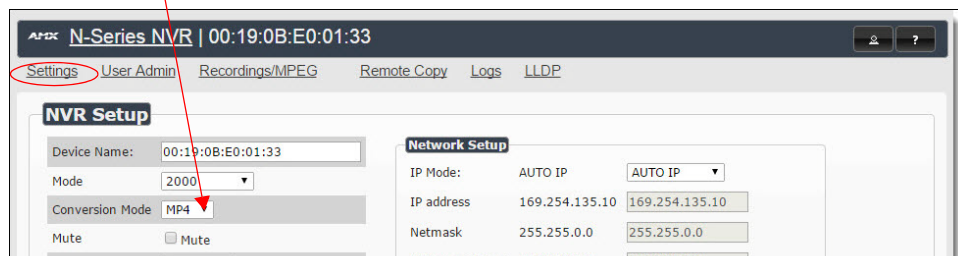 AMX N-Series NVR | 00:19:0B:E0:01:33 ?
Settings User Admin Recordings/MPEG Remote Copy Logs LLDP
NVR Setup
Device Name: 00:19:0B:E0:01:33
Mode 2000
Conversion Mode MP4
Mute Mute
Network Setup
IP Mode: AUTO IP AUTO IP
IP address 169.254.135.10 169.254.135.10
Netmask 255.255.0.0 255.255.0.0